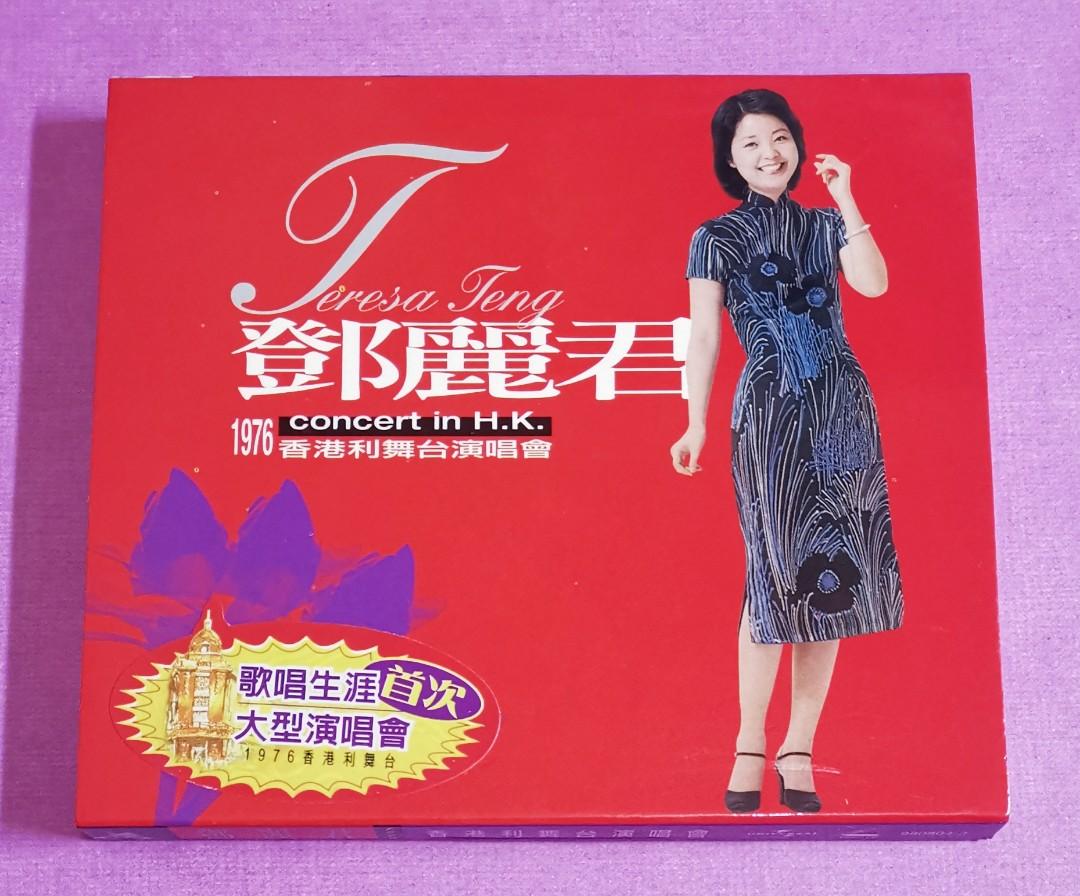 Teresa Teng
鄧麗君
1976
concert in H.K.
香港利舞台演唱會
歌唱生涯首次
大型演唱會
1976香港利舞台
香港利舞台演唱會